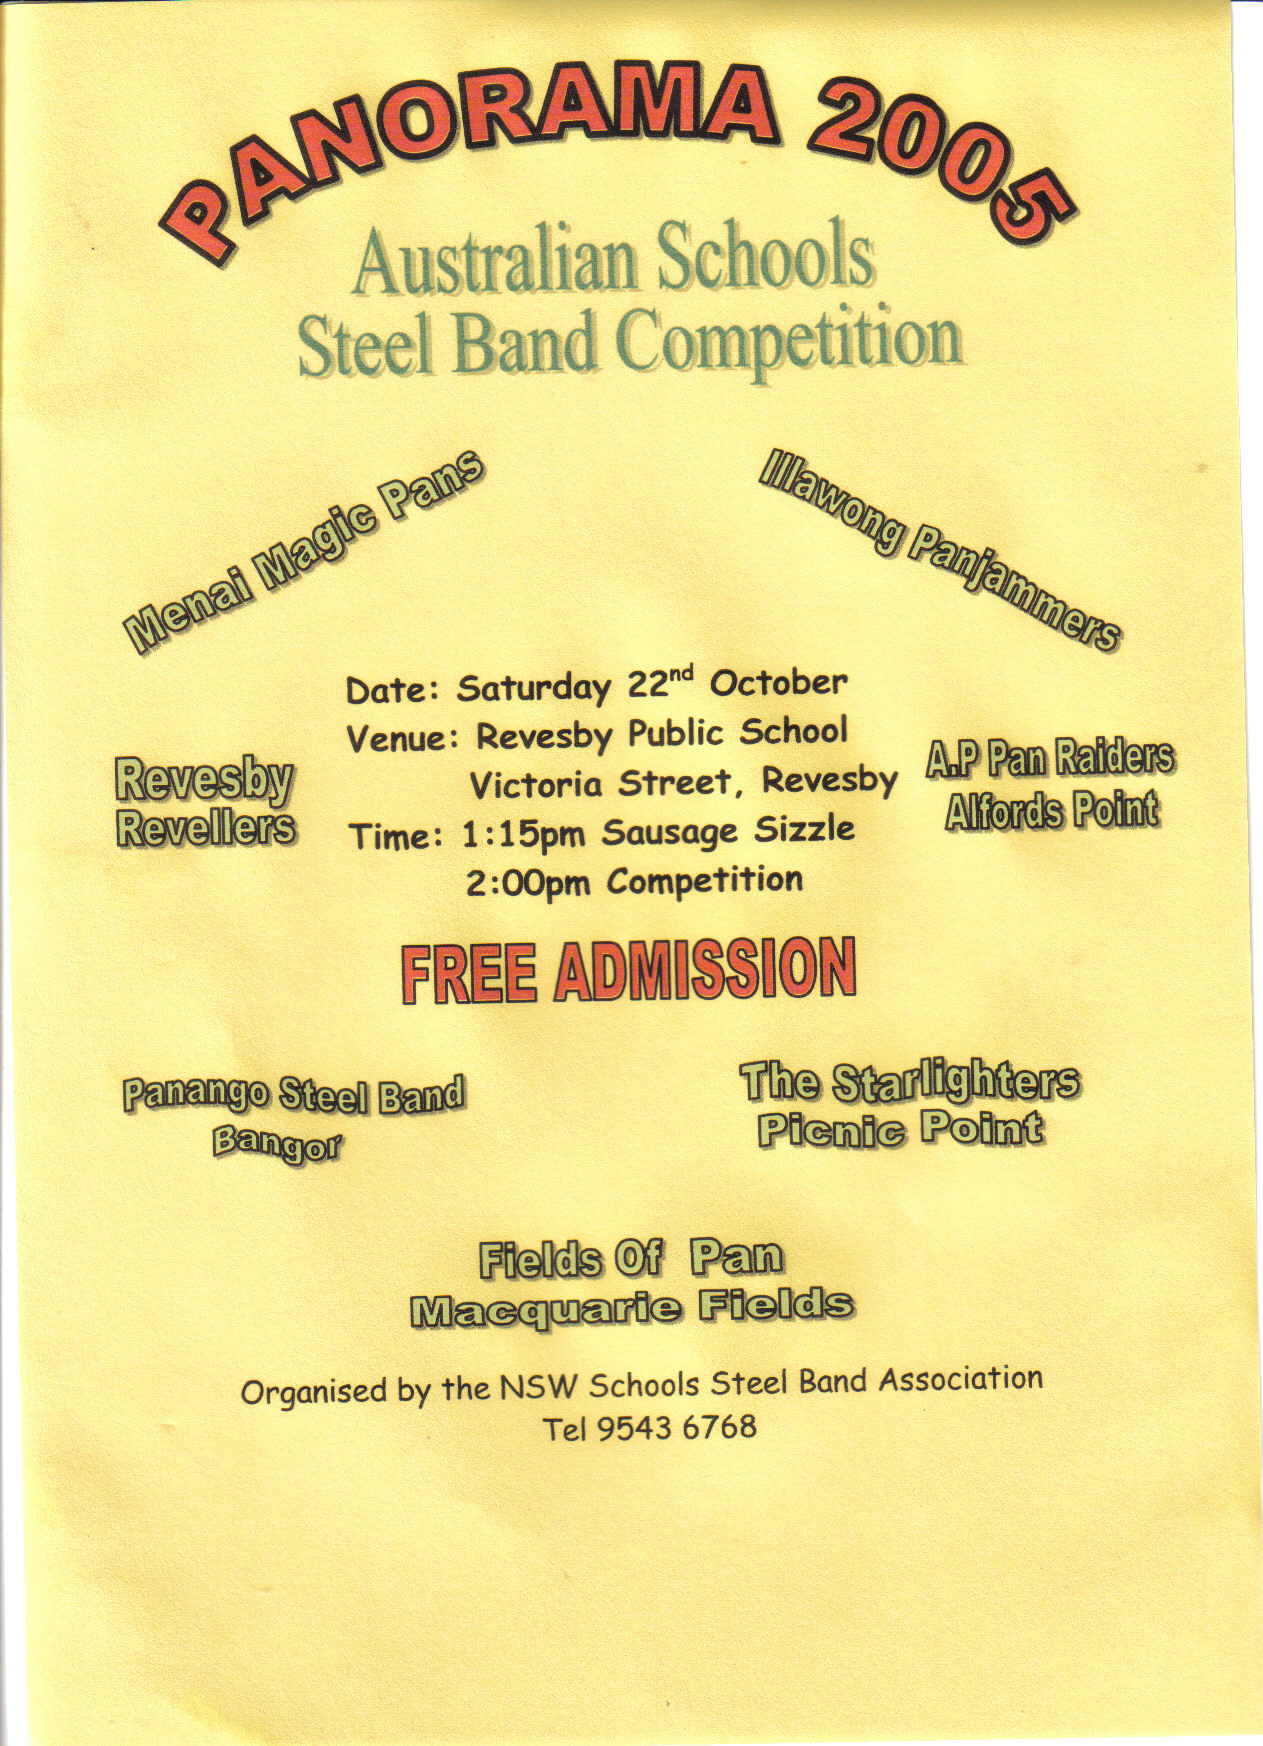 PANORAMA 2005
Australian Schools
Steel Band Competition
Menai Magic Pans
Illawong Panjammers
Date: Saturday 22nd October
Venue: Revesby Public School
Victoria Street, Revesby
Time: 1:15pm Sausage Sizzle
2:00pm Competition
Revesby
Revellers
A.P Pan Raiders
Alfords Point
FREE ADMISSION
Panango Steel Band
Bangor
The Starlighters
Picnic Point
Fields Of Pan
Macquarie Fields
Organised by the NSW Schools Steel Band Association
Tel 9543 6768